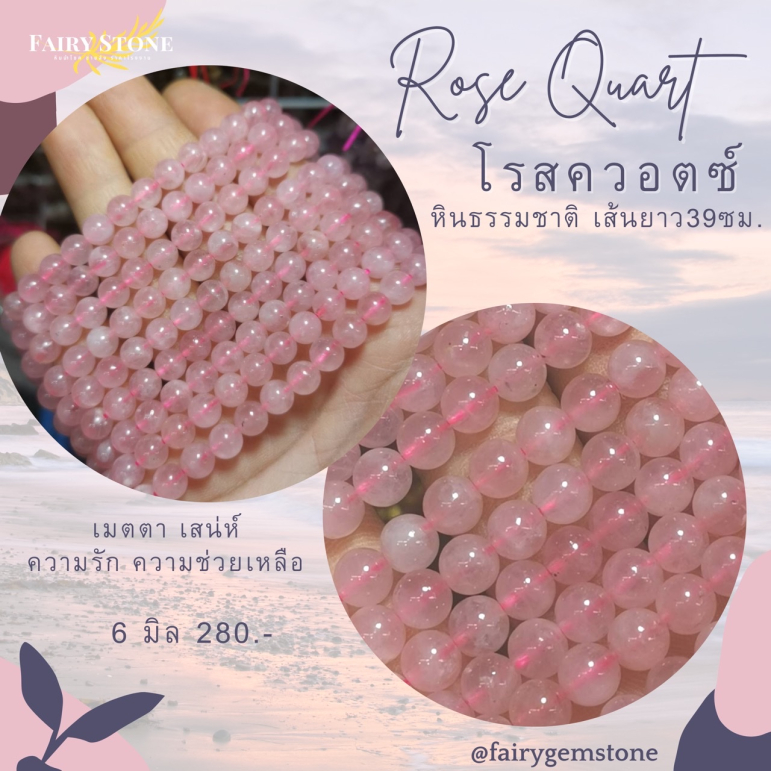 FAIRY STONE
Rose Quart
โรสควอตซ์
หินธรรมชาติ เส้นยาว39ซม.
เมตตา เสน่ห์
ความรัก ความช่วยเหลือ
6 มิล 280.-
@fairygemstone